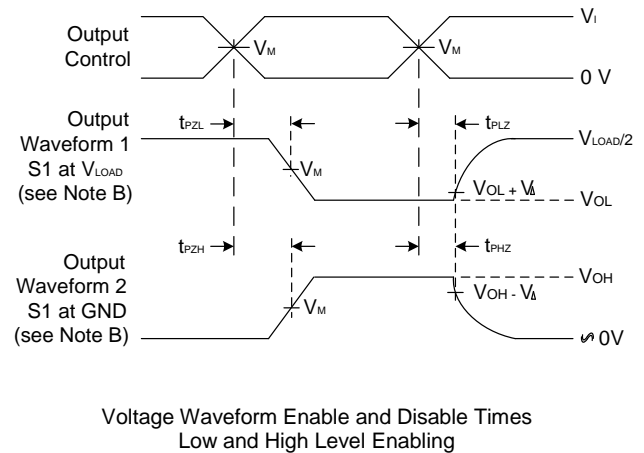 Output
Control
VM
VM
VI
0 V
Output
Waveform 1
S1 at VLOAD
(see Note B)
tPZL
VM
tPLZ
VLOAD/2
VOL + VΔ
VOL
Output
Waveform 2
S1 at GND
(see Note B)
tPZH
VM
tPHZ
VOH
VOH - VΔ
≈ 0V
Voltage Waveform Enable and Disable Times
Low and High Level Enabling